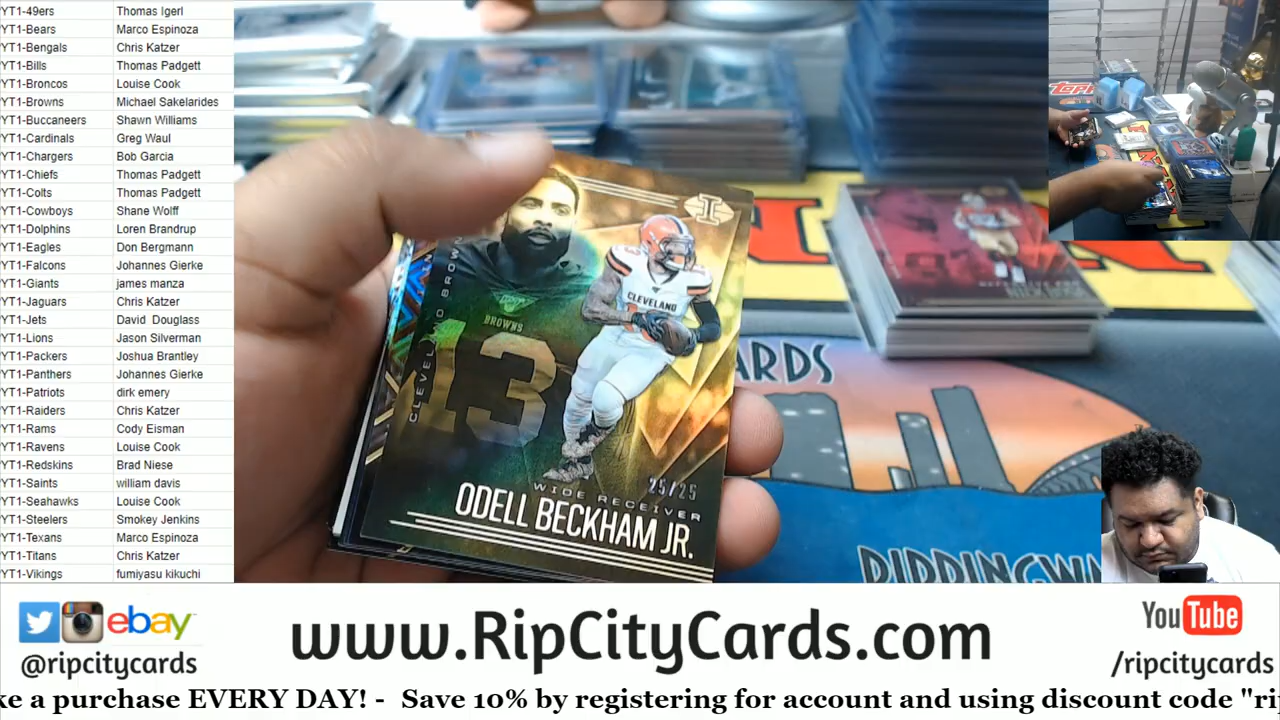 YT1-49ers Thomas Igerl
YT1-Bears Marco Espinoza
YT1-Bengals Chris Katzer
YT1-Bills Thomas Padgett
YT1-Broncos Louise Cook
YT1-Browns Michael Sakelarides
YT1-Buccaneers Shawn Williams
YT1-Cardinals Greg Waul
YT1-Chargers Bob Garcia
YT1-Chiefs Thomas Padgett
YT1-Colts Thomas Padgett
YT1-Cowboys Shane Wolff
YT1-Dolphins Loren Brandrup
YT1-Eagles Don Bergmann
YT1-Falcons Johannes Gierke
YT1-Giants james manza
YT1-Jaguars Chris Katzer
YT1-Jets David Douglass
YT1-Lions Jason Silverman
YT1-Packers Joshua Brantley
YT1-Panthers Johannes Gierke
YT1-Patriots dirk emery
YT1-Raiders Chris Katzer
YT1-Rams Cody Eisman
YT1-Ravens Louise Cook
YT1-Redskins Brad Niese
YT1-Saints william davis
YT1-Seahawks Louise Cook
YT1-Steelers Smokey Jenkins
YT1-Texans Marco Espinoza
YT1-Titans Chris Katzer
YT1-Vikings fumiyasu kikuchi
I
CLEVELAND
BROWNS
13
25/25
WIDE RECEIVER
ODELL BECKHAM JR.
ARDS
ebay
@ripcitycards
www.RipCityCards.com
YouTube
/ripcitycards
ke a purchase EVERY DAY! - Save 10% by registering for account and using discount code "rip